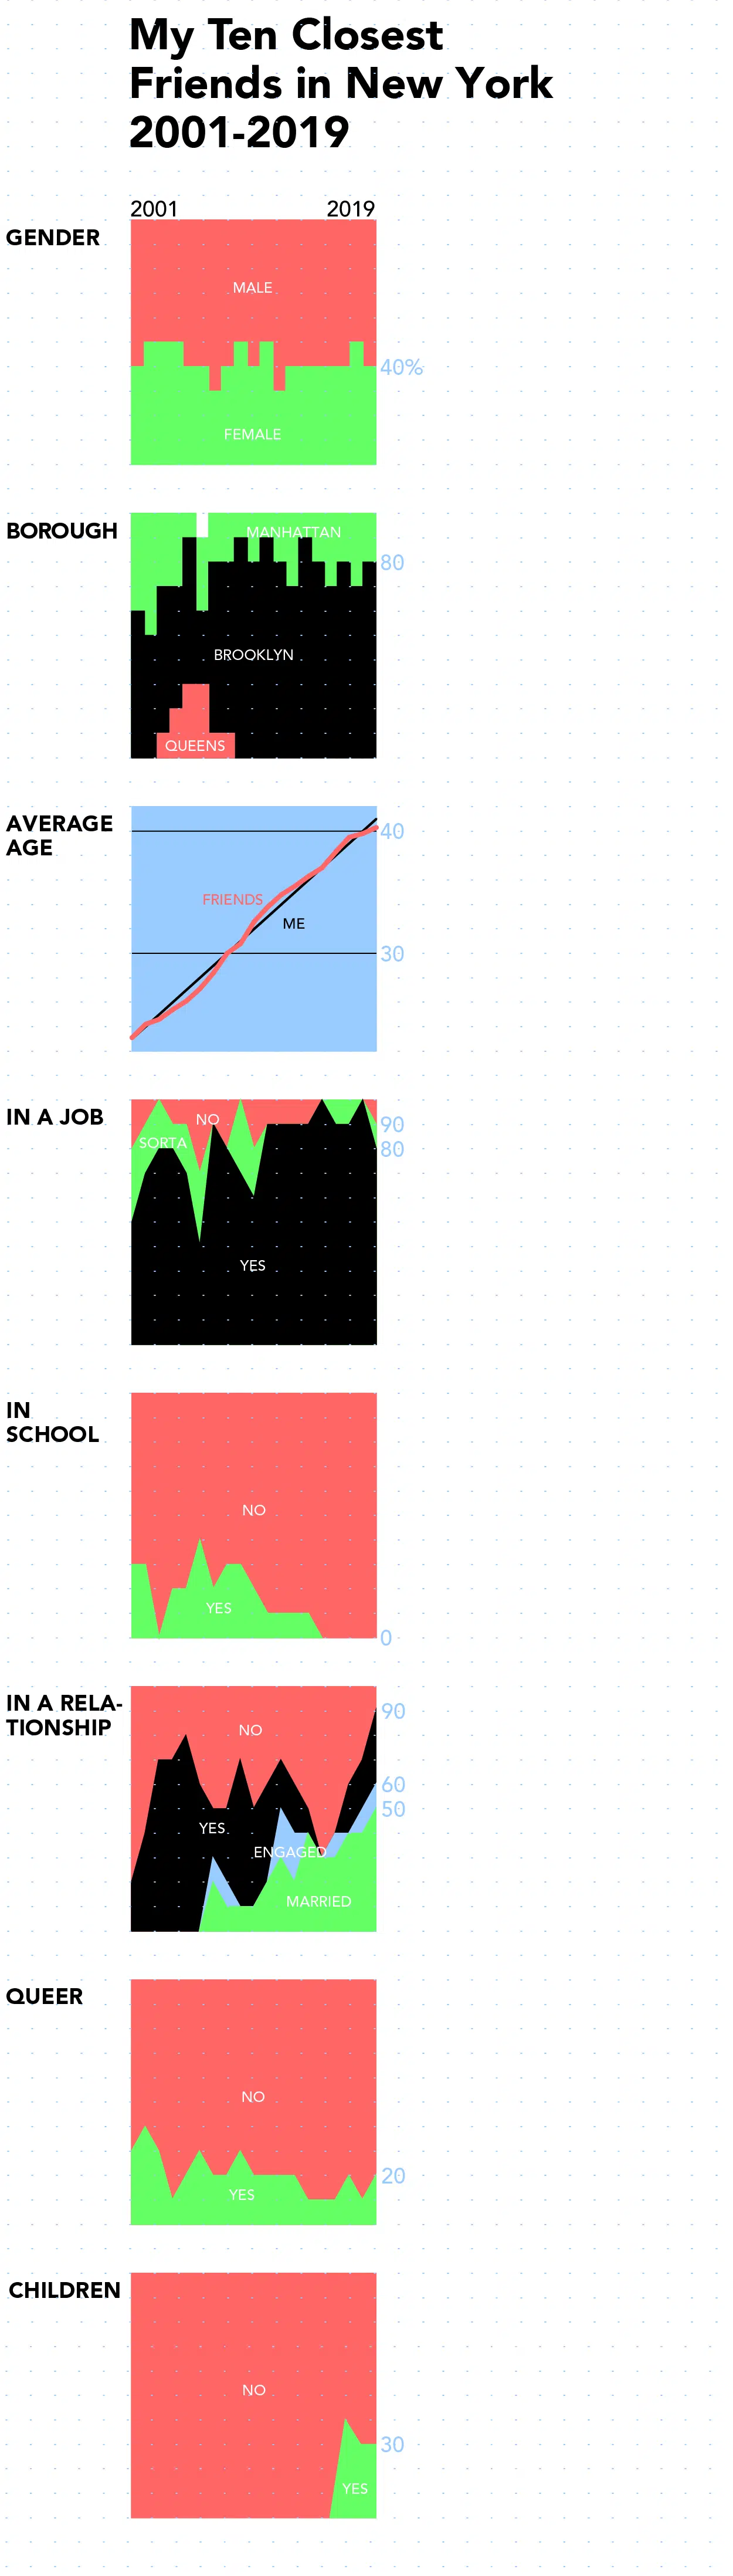 My Ten Closest
Friends in New York
2001-2019
2001 2019
GENDER
MALE
40%
FEMALE
BOROUGH
MANHATTAN
80
BROOKLYN
QUEENS
AVERAGE
AGE
40
FRIENDS
ME
30
IN A JOB
NO
90
SORTA
80
YES
IN
SCHOOL
NO
YES
0
IN A RELA-
TIONSHIP
90
NO
60
50
YES
ENGAGED
MARRIED
QUEER
NO
20
YES
CHILDREN
NO
30
YES